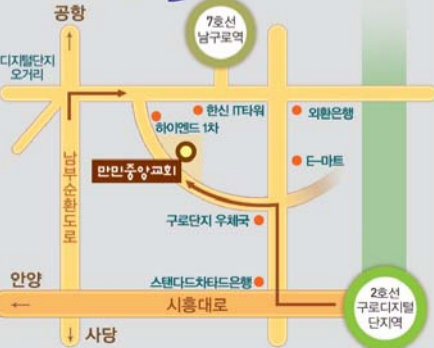 공항
7호선
남구로역
디지털단지
오거리
한신 IT타워
하이엔드 1차
외환은행
만민중앙교회
E-마트
남부순환도로
구로단지 우체국
안양
스탠다드차타드은행
시흥대로
2호선
구로디지털
단지역
사당